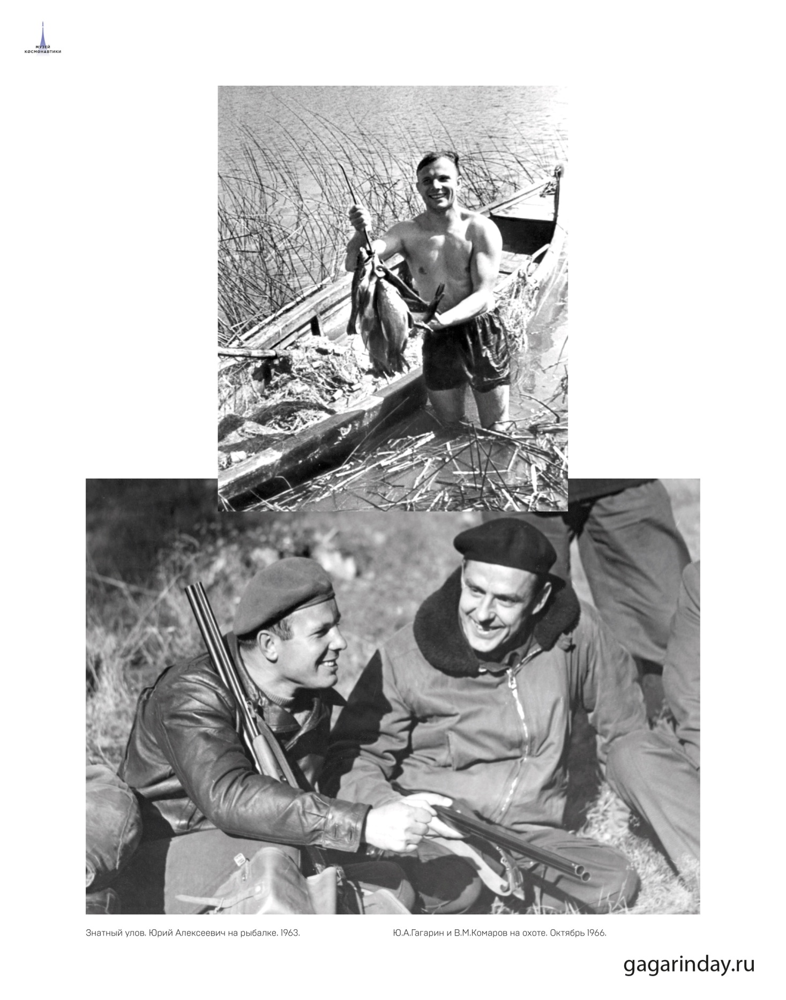 МУЗЕЙ
КОСМОНАВТИКИ
Знатный улов. Юрий Алексеевич на рыбалке. 1963.
Ю.А.Гагарин и В.М.Комаров на охоте. Октябрь 1966.
gagarinday.ru